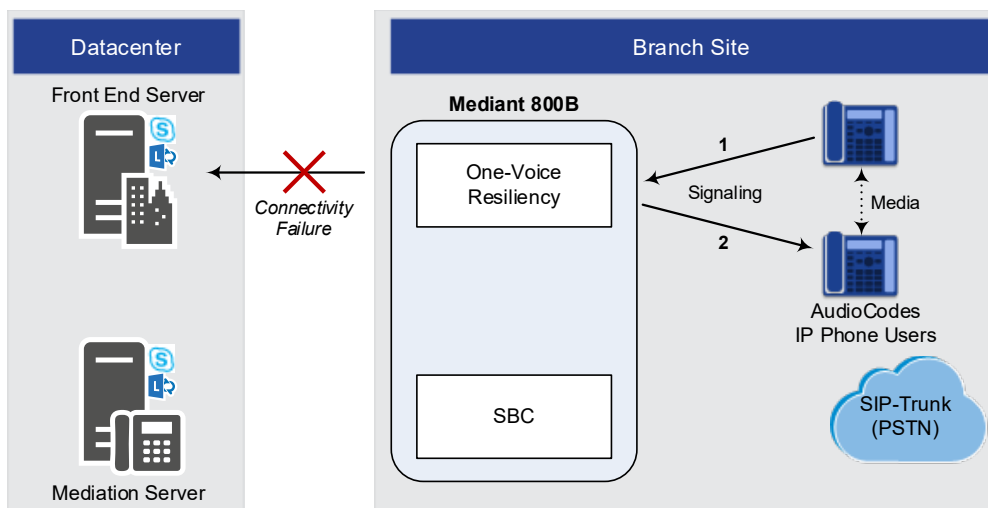 Datacenter
Branch Site
Front End Server
Mediant 800B
One-Voice
Resiliency
1
Signaling
2
Media
Connectivity
Failure
AudioCodes
IP Phone Users
SBC
SIP-Trunk
(PSTN)
Mediation Server
S
L
S
L